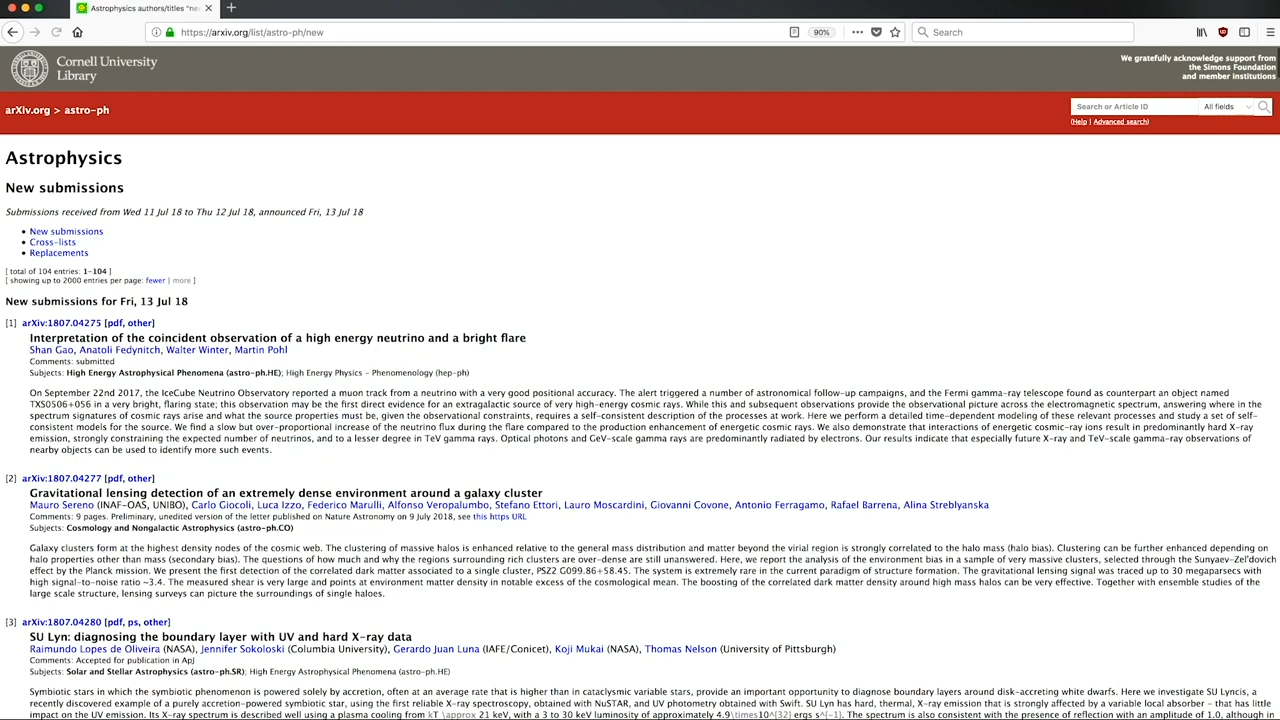 Astrophysics authors/titles "ne
https://arxiv.org/list/astro-ph/new
90%
Search
Cornell University
Library
We gratefully acknowledge support from
the Simons Foundation
and member institutions
arXiv.org > astro-ph
Search or Article ID
All fields
(Help | Advanced search)
Astrophysics
New submissions
Submissions received from Wed 11 Jul 18 to Thu 12 Jul 18, announced Fri, 13 Jul 18
• New submissions
• Cross-lists
• Replacements
[ total of 104 entries: 1-104 ]
[ showing up to 2000 entries per page: fewer | more ]
New submissions for Fri, 13 Jul 18
[1] arXiv:1807.04275 [pdf, other]
Interpretation of the coincident observation of a high energy neutrino and a bright flare
Shan Gao, Anatoli Fedynitch, Walter Winter, Martin Pohl
Comments: submitted
Subjects: High Energy Astrophysical Phenomena (astro-ph.HE); High Energy Physics - Phenomenology (hep-ph)
On September 22nd 2017, the IceCube Neutrino Observatory reported a muon track from a neutrino with a very good positional accuracy. The alert triggered a number of astronomical follow-up campaigns, and the Fermi gamma-ray telescope found as counterpart an object named
TXS0506+056 in a very bright, flaring state; this observation may be the first direct evidence for an extragalactic source of very high-energy cosmic rays. While this and subsequent observations provide the observational picture across the electromagnetic spectrum, answering where in the
spectrum signatures of cosmic rays arise and what the source properties must be, given the observational constraints, requires a self-consistent description of the processes at work. Here we perform a detailed time-dependent modeling of these relevant processes and study a set of self-
consistent models for the source. We find a slow but over-proportional increase of the neutrino flux during the flare compared to the production enhancement of energetic cosmic rays. We also demonstrate that interactions of energetic cosmic-ray ions result in predominantly hard X-ray
emission, strongly constraining the expected number of neutrinos, and to a lesser degree in TeV gamma rays. Optical photons and GeV-scale gamma rays are predominantly radiated by electrons. Our results indicate that especially future X-ray and TeV-scale gamma-ray observations of
nearby objects can be used to identify more such events.
[2] arXiv:1807.04277 [pdf, other]
Gravitational lensing detection of an extremely dense environment around a galaxy cluster
Mauro Sereno (INAF-OAS, UNIBO), Carlo Giocoli, Luca Izzo, Federico Marulli, Alfonso Veropalumbo, Stefano Ettori, Lauro Moscardini, Giovanni Covone, Antonio Ferragamo, Rafael Barrena, Alina Streblyanska
Comments: 9 pages. Preliminary, unedited version of the letter published on Nature Astronomy on 9 July 2018, see this https URL
Subjects: Cosmology and Nongalactic Astrophysics (astro-ph.CO)
Galaxy clusters form at the highest density nodes of the cosmic web. The clustering of massive halos is enhanced relative to the general mass distribution and matter beyond the virial region is strongly correlated to the halo mass (halo bias). Clustering can be further enhanced depending on
halo properties other than mass (secondary bias). The questions of how much and why the regions surrounding rich clusters are over-dense are still unanswered. Here, we report the analysis of the environment bias in a sample of very massive clusters, selected through the Sunyaev-Zel'dovich
effect by the Planck mission. We present the first detection of the correlated dark matter associated to a single cluster, PSZ2 G099.86+58.45. The system is extremely rare in the current paradigm of structure formation. The gravitational lensing signal was traced up to 30 megaparsecs with
high signal-to-noise ratio ~3.4. The measured shear is very large and points at environment matter density in notable excess of the cosmological mean. The boosting of the correlated dark matter density around high mass halos can be very effective. Together with ensemble studies of the
large scale structure, lensing surveys can picture the surroundings of single haloes.
[3] arXiv:1807.04280 [pdf, ps, other]
SU Lyn: diagnosing the boundary layer with UV and hard X-ray data
Raimundo Lopes de Oliveira (NASA), Jennifer Sokoloski (Columbia University), Gerardo Juan Luna (IAFE/Conicet), Koji Mukai (NASA), Thomas Nelson (University of Pittsburgh)
Comments: Accepted for publication in ApJ
Subjects: Solar and Stellar Astrophysics (astro-ph.SR); High Energy Astrophysical Phenomena (astro-ph.HE)
Symbiotic stars in which the symbiotic phenomenon is powered solely by accretion, often at an average rate that is higher than in cataclysmic variable stars, provide an important opportunity to diagnose boundary layers around disk-accreting white dwarfs. Here we investigate SU Lyncis, a
recently discovered example of a purely accretion-powered symbiotic star, using the first reliable X-ray spectroscopy, obtained with NuSTAR, and UV photometry obtained with Swift. SU Lyn has hard, thermal, X-ray emission that is strongly affected by a variable local absorber - that has little
impact on the UV emission. Its X-ray spectrum is described well using a plasma cooling from kT \approx 21 keV, with a 3 to 30 keV luminosity of approximately 4.9\times10^{32} ergs s^{-1}. The spectrum is also consistent with the presence of reflection with an amplitude of 1.0, although in